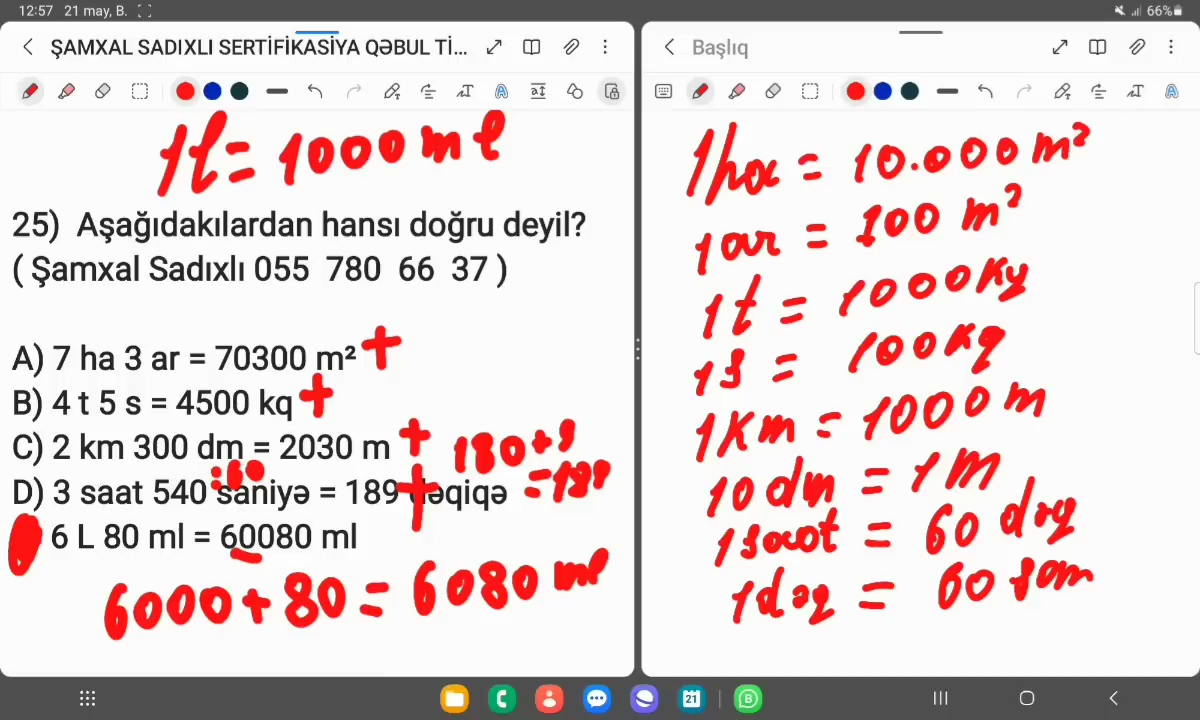 12:57 21 may, B. 66%
ŞAMXAL SADIXLI SERTİFİKASİYA QƏBUL Tİ...
1l = 1000 ml
25) Aşağıdakılardan hansı doğru deyil?
( Şamxal Sadıxlı 055 780 66 37 )
A) 7 ha 3 ar = 70300 m² +
B) 4 t 5 s = 4500 kq +
C) 2 km 300 dm = 2030 m + 180+9
:60 =189
D) 3 saat 540 saniyə = 189 dəqiqə +
6 L 80 ml = 60080 ml
6000 + 80 = 6080 ml
Başlıq
1ha = 10.000 m²
1ar = 100 m²
1t = 1000 Kq
1s = 100 kq
1Km = 1000 m
10 dm = 1 m
1 saat = 60 dəq
1 dəq = 60 san
21